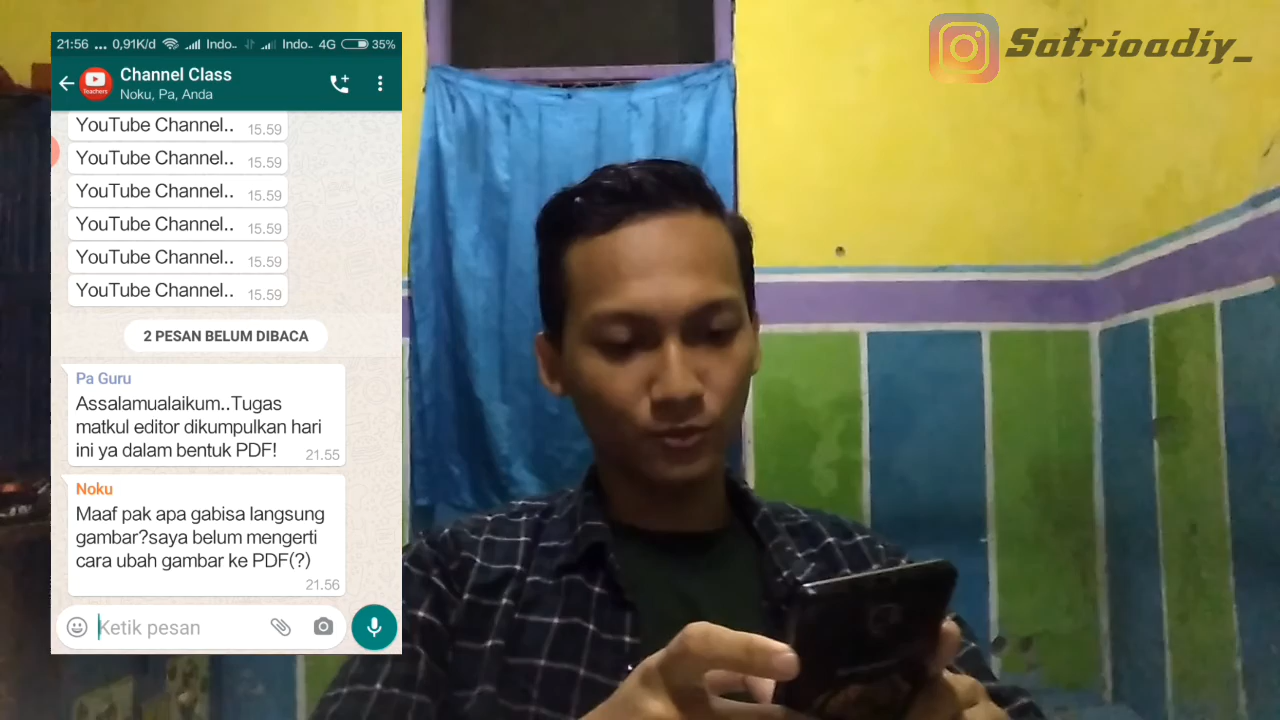 21:56 ... 0,91K/d Indo.. Indo.. 4G 35%
Channel Class
Noku, Pa, Anda
Teachers
YouTube Channel.. 15.59
YouTube Channel.. 15.59
YouTube Channel.. 15.59
YouTube Channel.. 15.59
YouTube Channel.. 15.59
YouTube Channel.. 15.59
2 PESAN BELUM DIBACA
Pa Guru
Assalamualaikum..Tugas
matkul editor dikumpulkan hari
ini ya dalam bentuk PDF! 21.55
Noku
Maaf pak apa gabisa langsung
gambar?saya belum mengerti
cara ubah gambar ke PDF(?)
21.56
Ketik pesan
Satrioadiy_